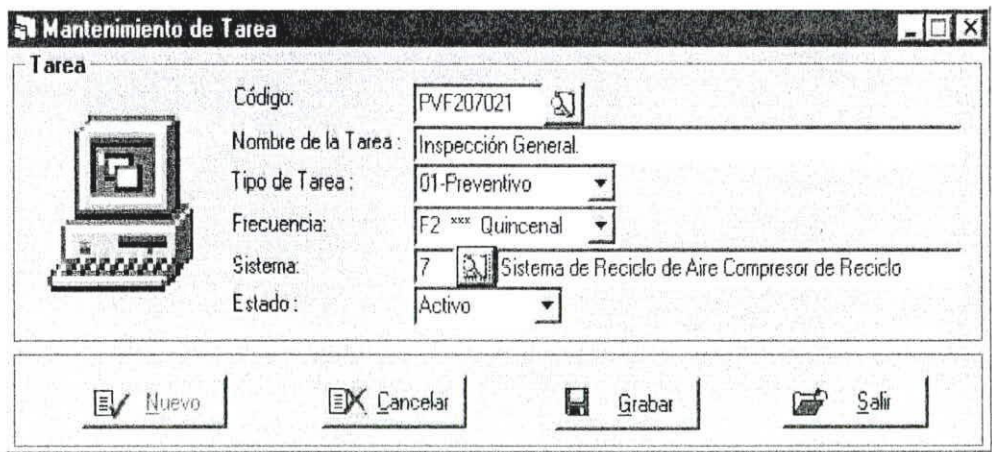 Mantenimiento de Tarea
Tarea
Código: PVF207021
Nombre de la Tarea : Inspección General.
Tipo de Tarea : 01-Preventivo
Frecuencia: F2 *** Quincenal
Sistema: 7 Sistema de Reciclo de Aire Compresor de Reciclo
Estado : Activo
Nuevo Cancelar Grabar Salir